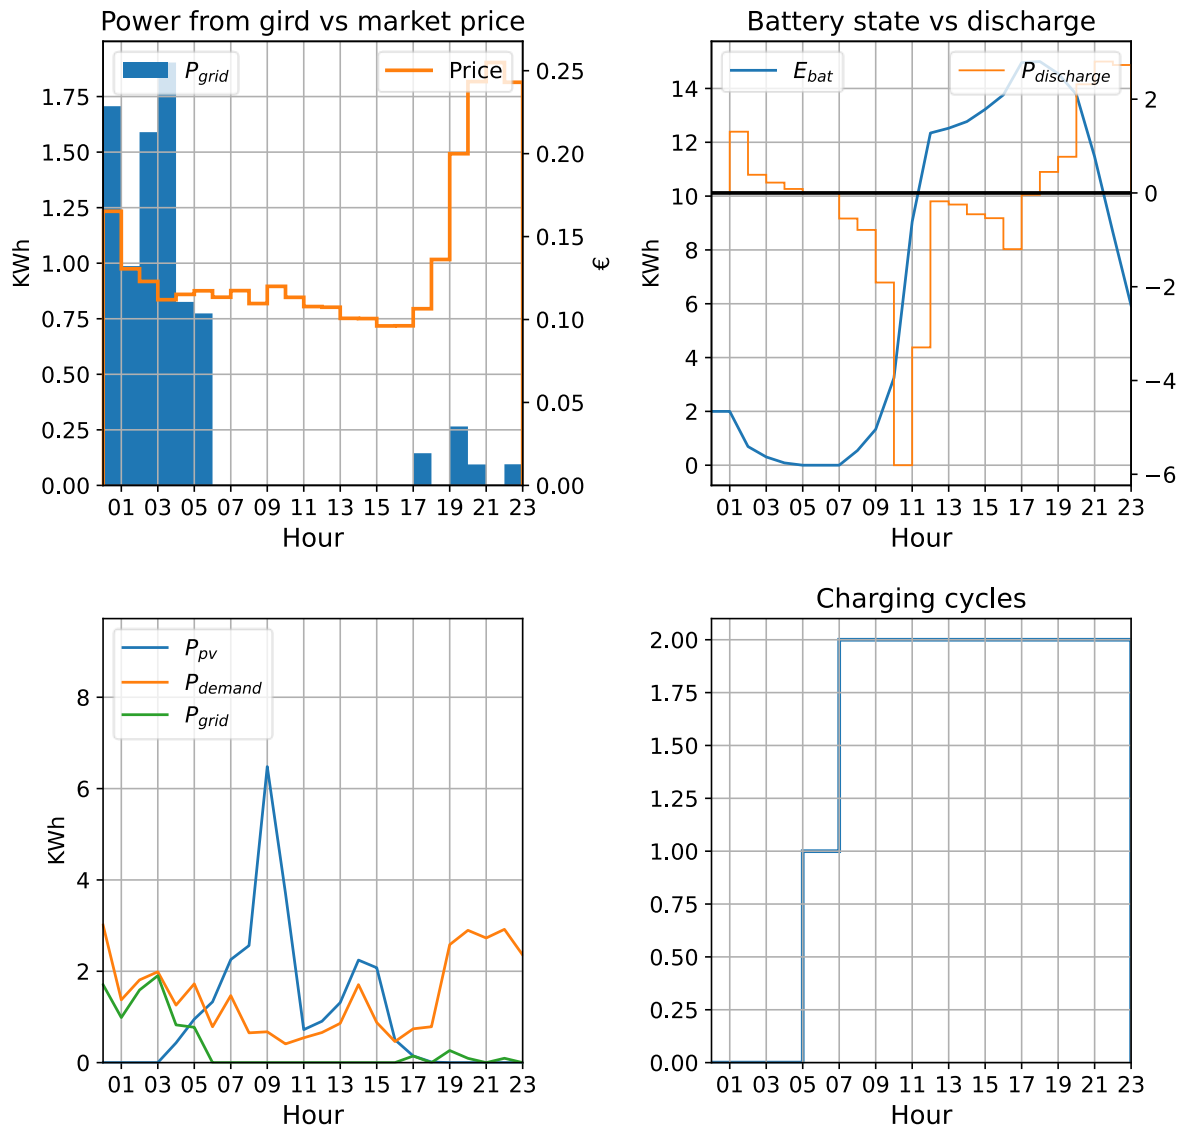 Power from gird vs market price
P_grid
Price
1.75
1.50
1.25
1.00
0.75
0.50
0.25
0.00
KWh
0.25
0.20
0.15
0.10
0.05
0.00
€
01 03 05 07 09 11 13 15 17 19 21 23
Hour
Battery state vs discharge
E_bat
P_discharge
14
12
10
8
6
4
2
0
KWh
2
0
−2
−4
−6
01 03 05 07 09 11 13 15 17 19 21 23
Hour
P_pv
P_demand
P_grid
8
6
4
2
0
KWh
01 03 05 07 09 11 13 15 17 19 21 23
Hour
Charging cycles
2.00
1.75
1.50
1.25
1.00
0.75
0.50
0.25
0.00
01 03 05 07 09 11 13 15 17 19 21 23
Hour